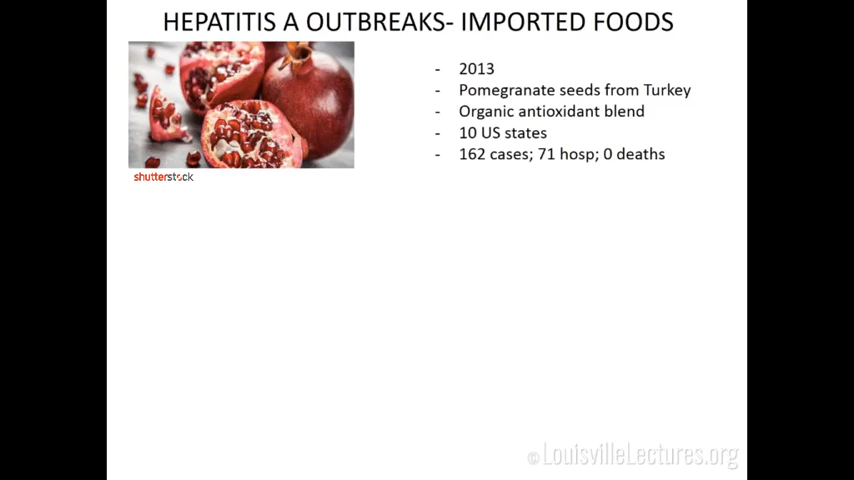 HEPATITIS A OUTBREAKS- IMPORTED FOODS
- 2013
- Pomegranate seeds from Turkey
- Organic antioxidant blend
- 10 US states
- 162 cases; 71 hosp; 0 deaths
shutterstock
©LouisvilleLectures.org